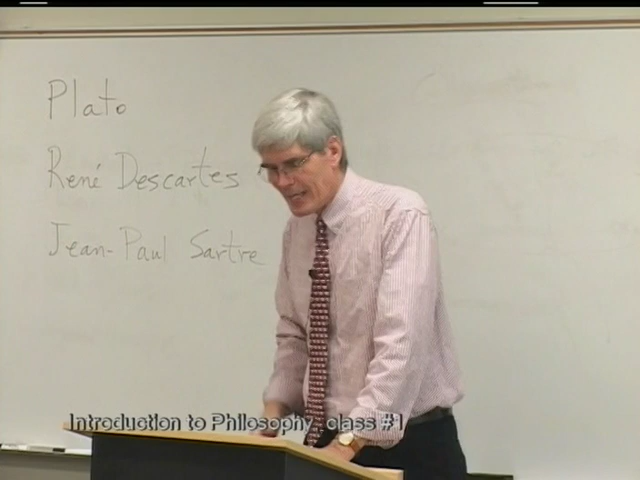 Plato
René Descartes
Jean-Paul Sartre
Introduction to Philosophy, class #1